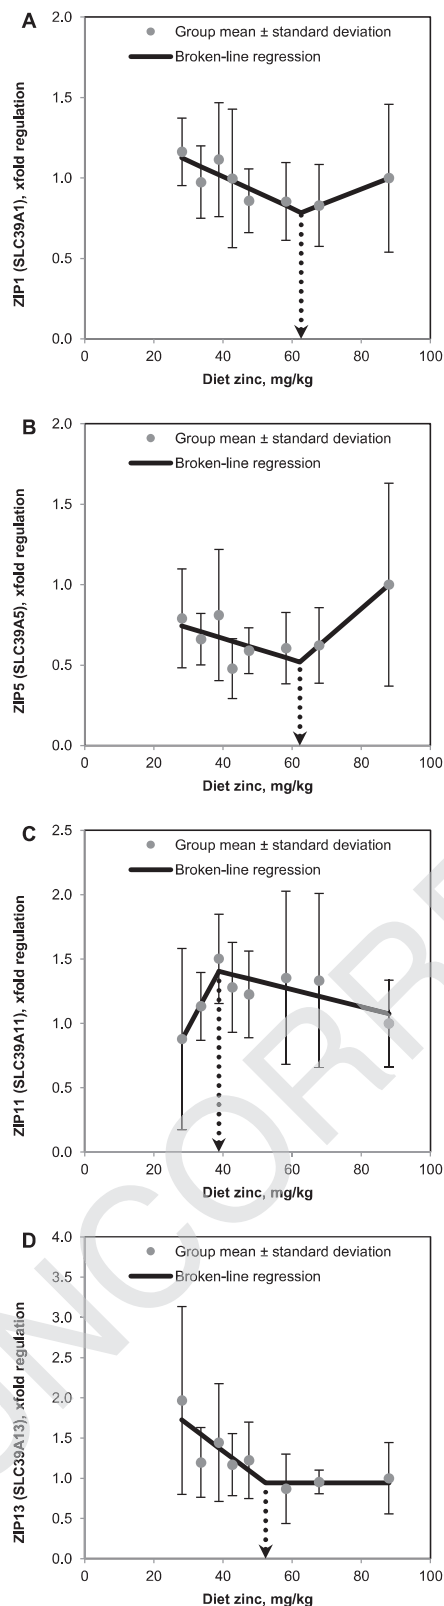 A
2.0
Group mean ± standard deviation
Broken-line regression
1.5
1.0
0.5
0.0
ZIP1 (SLC39A1), xfold regulation
0 20 40 60 80 100
Diet zinc, mg/kg
B
2.0
Group mean ± standard deviation
Broken-line regression
1.5
1.0
0.5
0.0
ZIP5 (SLC39A5), xfold regulation
0 20 40 60 80 100
Diet zinc, mg/kg
C
2.5
Group mean ± standard deviation
Broken-line regression
2.0
1.5
1.0
0.5
0.0
ZIP11 (SLC39A11), xfold regulation
0 20 40 60 80 100
Diet zinc, mg/kg
D
4.0
Group mean ± standard deviation
Broken-line regression
3.5
3.0
2.5
2.0
1.5
1.0
0.5
0.0
ZIP13 (SLC39A13), xfold regulation
0 20 40 60 80 100
Diet zinc, mg/kg